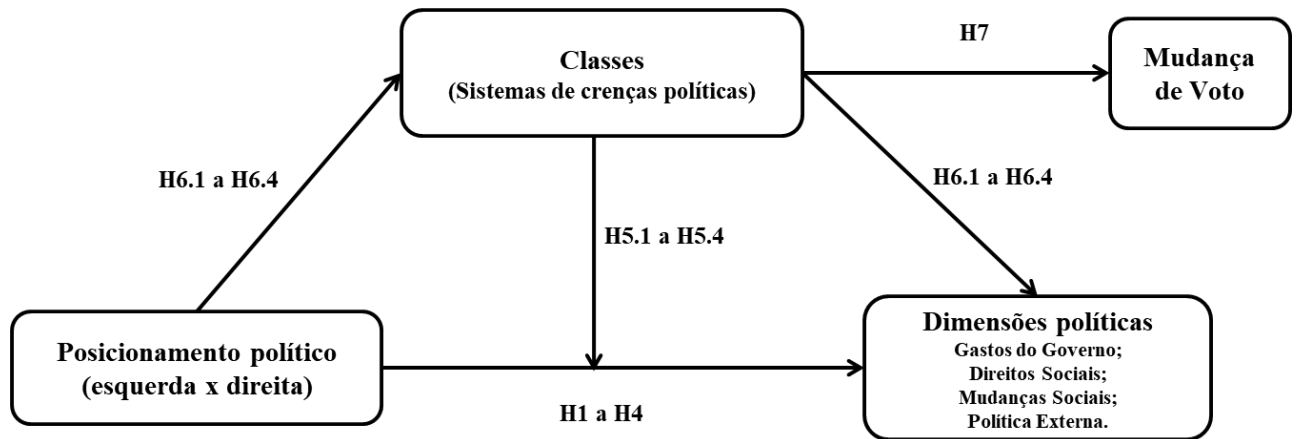 H7
Classes
(Sistemas de crenças políticas)
Mudança
de Voto
H6.1 a H6.4
H6.1 a H6.4
H5.1 a H5.4
Posicionamento político
(esquerda x direita)
H1 a H4
Dimensões políticas
Gastos do Governo;
Direitos Sociais;
Mudanças Sociais;
Política Externa.